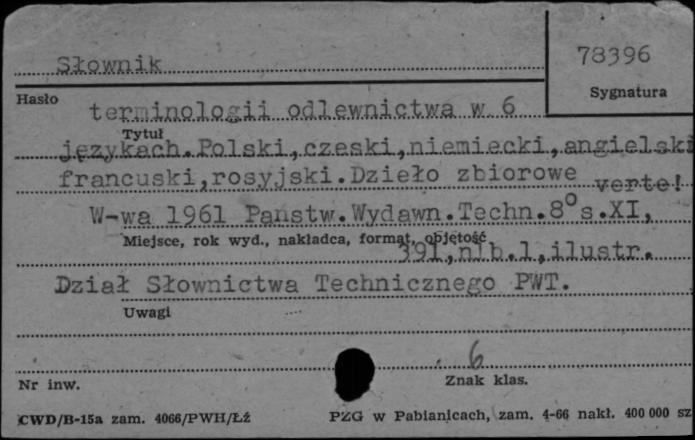 Słownik
78396
Hasło
Sygnatura
terminologii odlewnictwa w 6
Tytuł
językach.Polski,czeski,niemiecki,angielski
francuski,rosyjski.Dzieło zbiorowe verte!
W-wa 1961 Państw.Wydawn.Techn.8°s.XI,
Miejsce, rok wyd., nakładca, format, objętość
391,nlb.1,ilustr.
Dział Słownictwa Technicznego PWT.
Uwagi
6
Nr inw.
Znak klas.
CWD/B-15a zam. 4066/PWH/Łź
PZG w Pabianicach, zam. 4-66 nakł. 400 000 sz